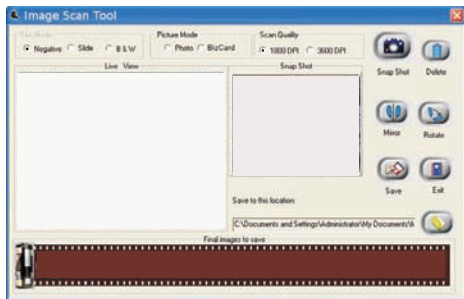 Image Scan Tool
Film Mode
Negative Slide B & W
Picture Mode
Photo BizCard
Scan Quality
1800 DPI 3600 DPI
Live View
Snap Shot
Snap Shot Delete
Mirror Rotate
Save Exit
Save to this location:
C:\Documents and Settings\Administrator\My Documents\
Final images to save